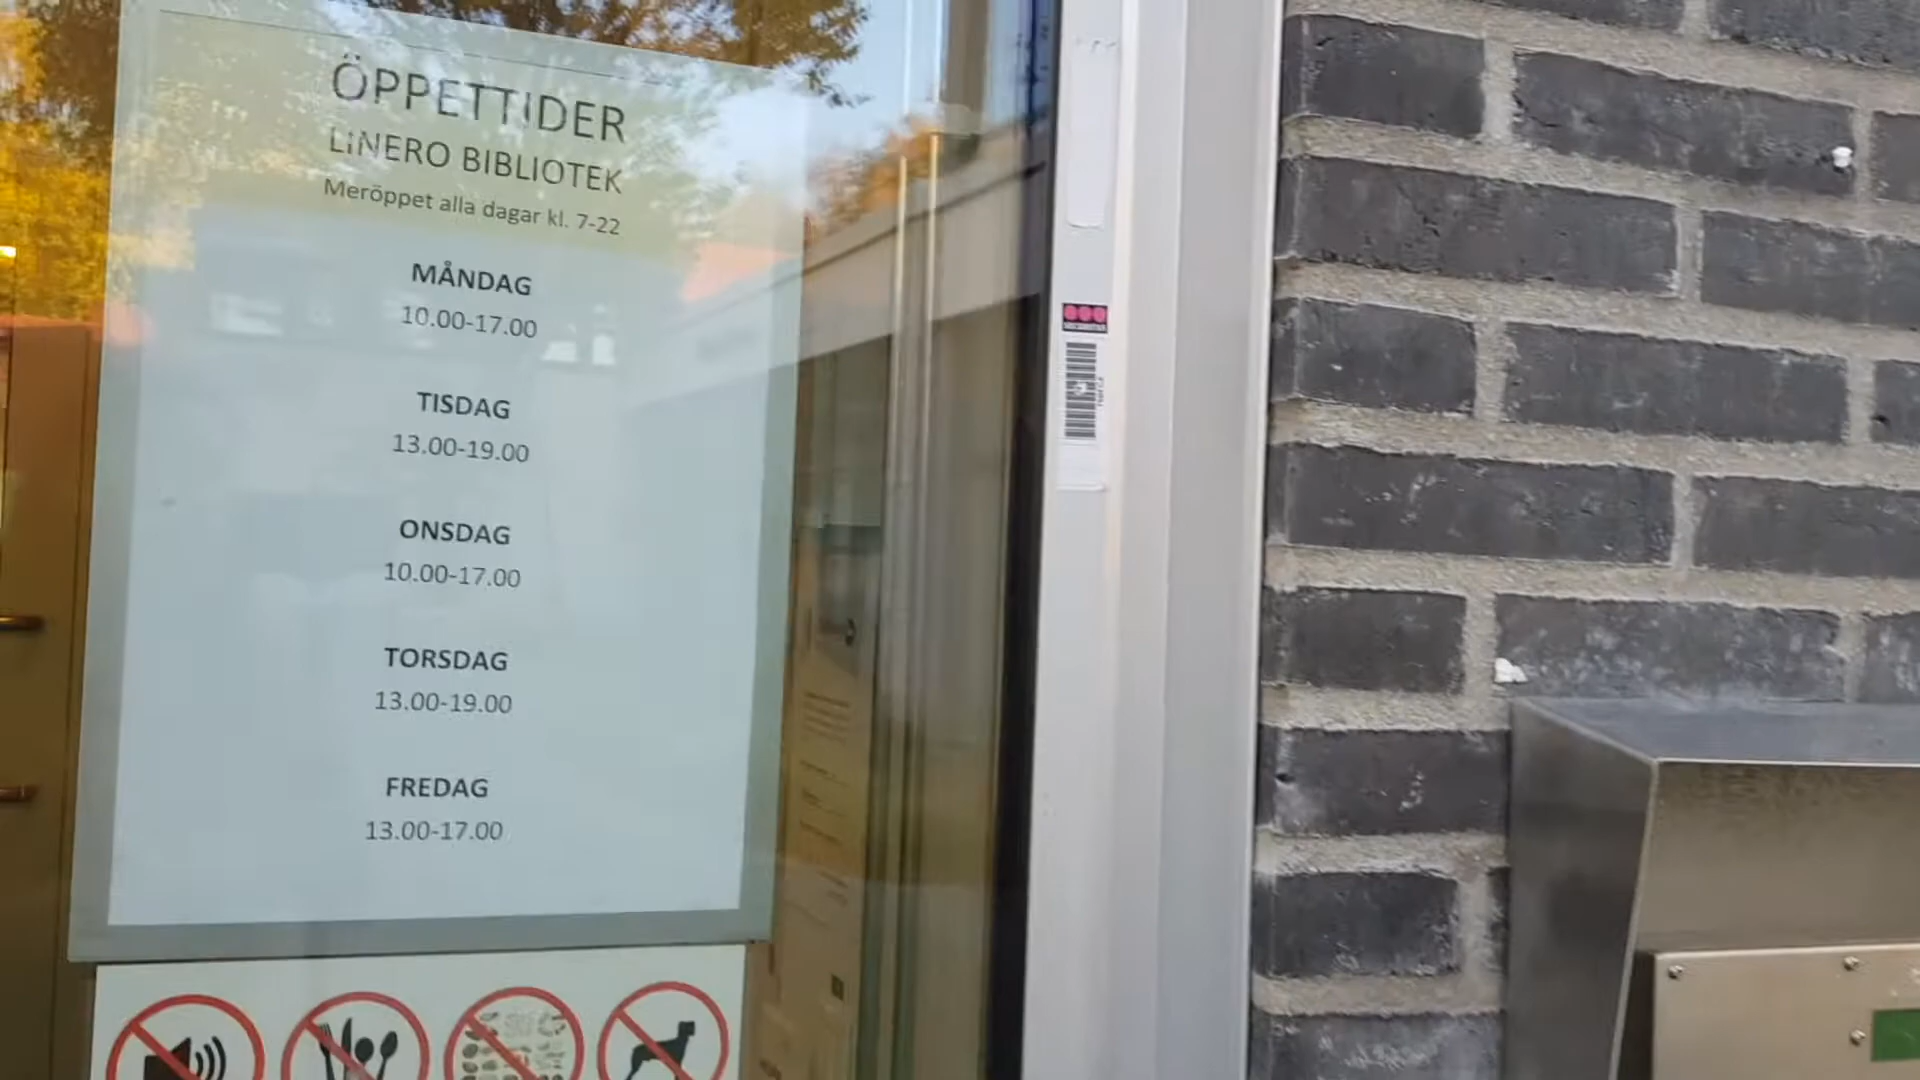 ÖPPETTIDER
LINERO BIBLIOTEK
Meröppet alla dagar kl. 7-22
MÅNDAG
10.00-17.00
TISDAG
13.00-19.00
ONSDAG
10.00-17.00
TORSDAG
13.00-19.00
FREDAG
13.00-17.00